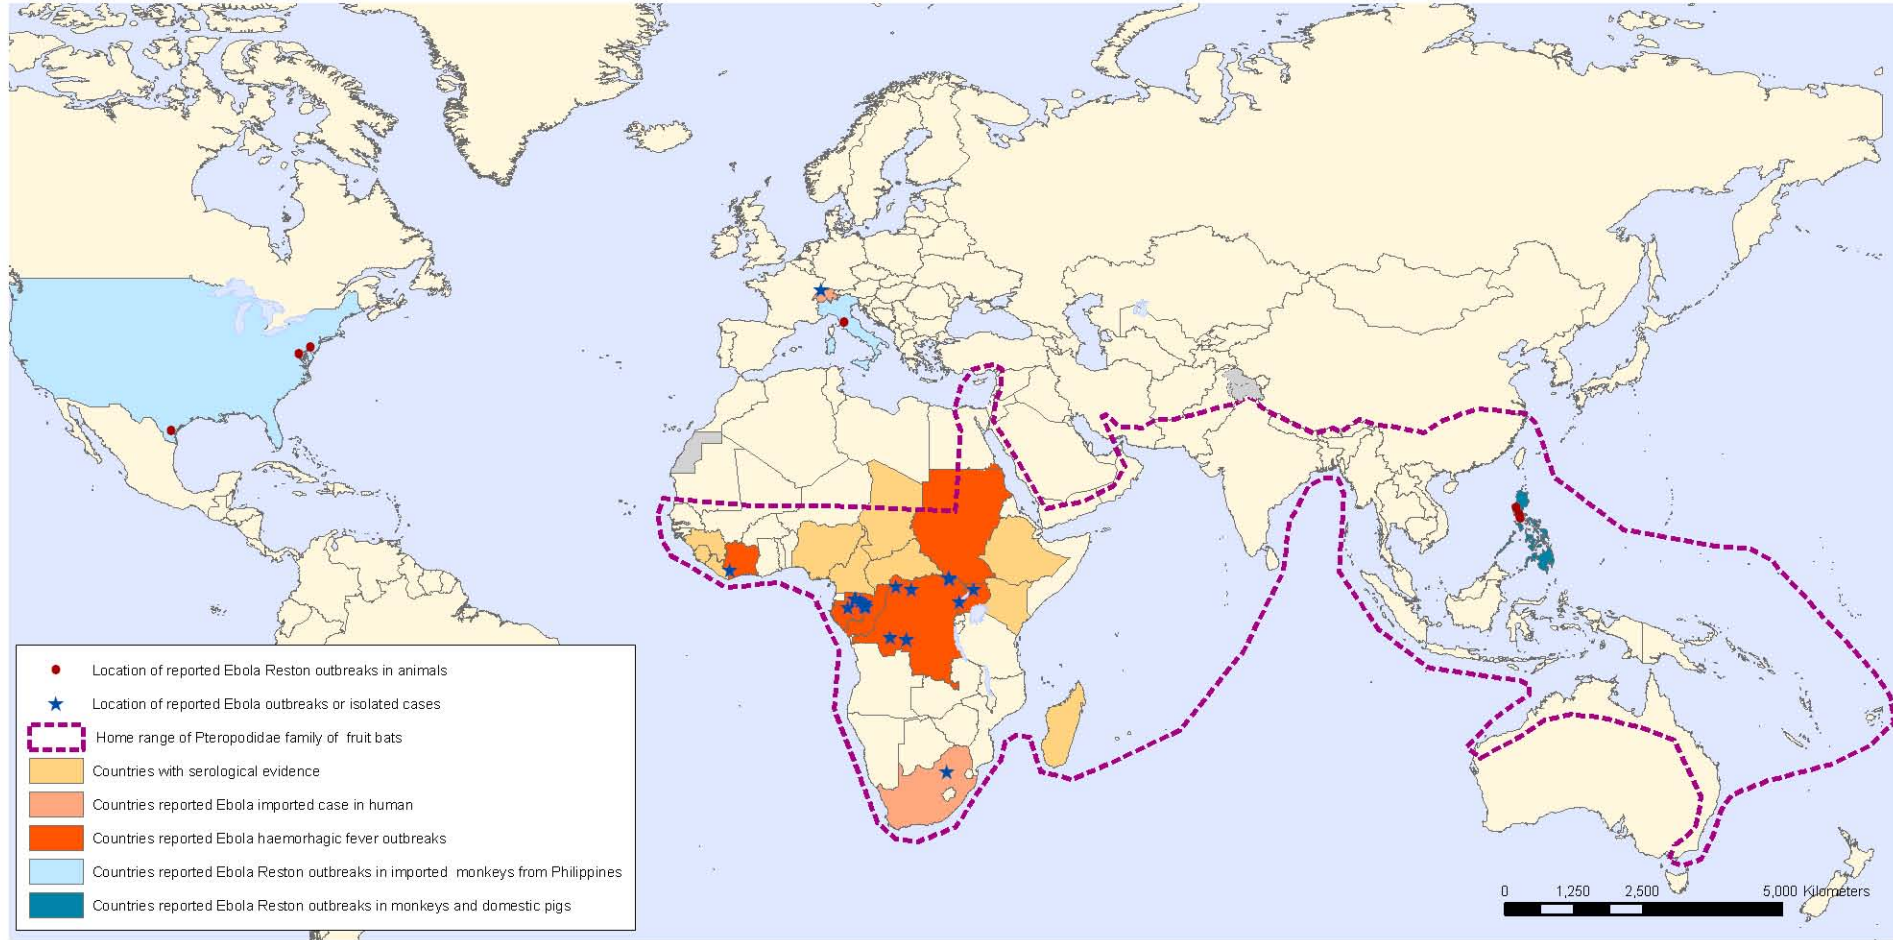 Location of reported Ebola Reston outbreaks in animals
Location of reported Ebola outbreaks or isolated cases
Home range of Pteropodidae family of fruit bats
Countries with serological evidence
Countries reported Ebola imported case in human
Countries reported Ebola haemorhagic fever outbreaks
Countries reported Ebola Reston outbreaks in imported monkeys from Philippines
Countries reported Ebola Reston outbreaks in monkeys and domestic pigs
0 1,250 2,500 5,000 Kilometers